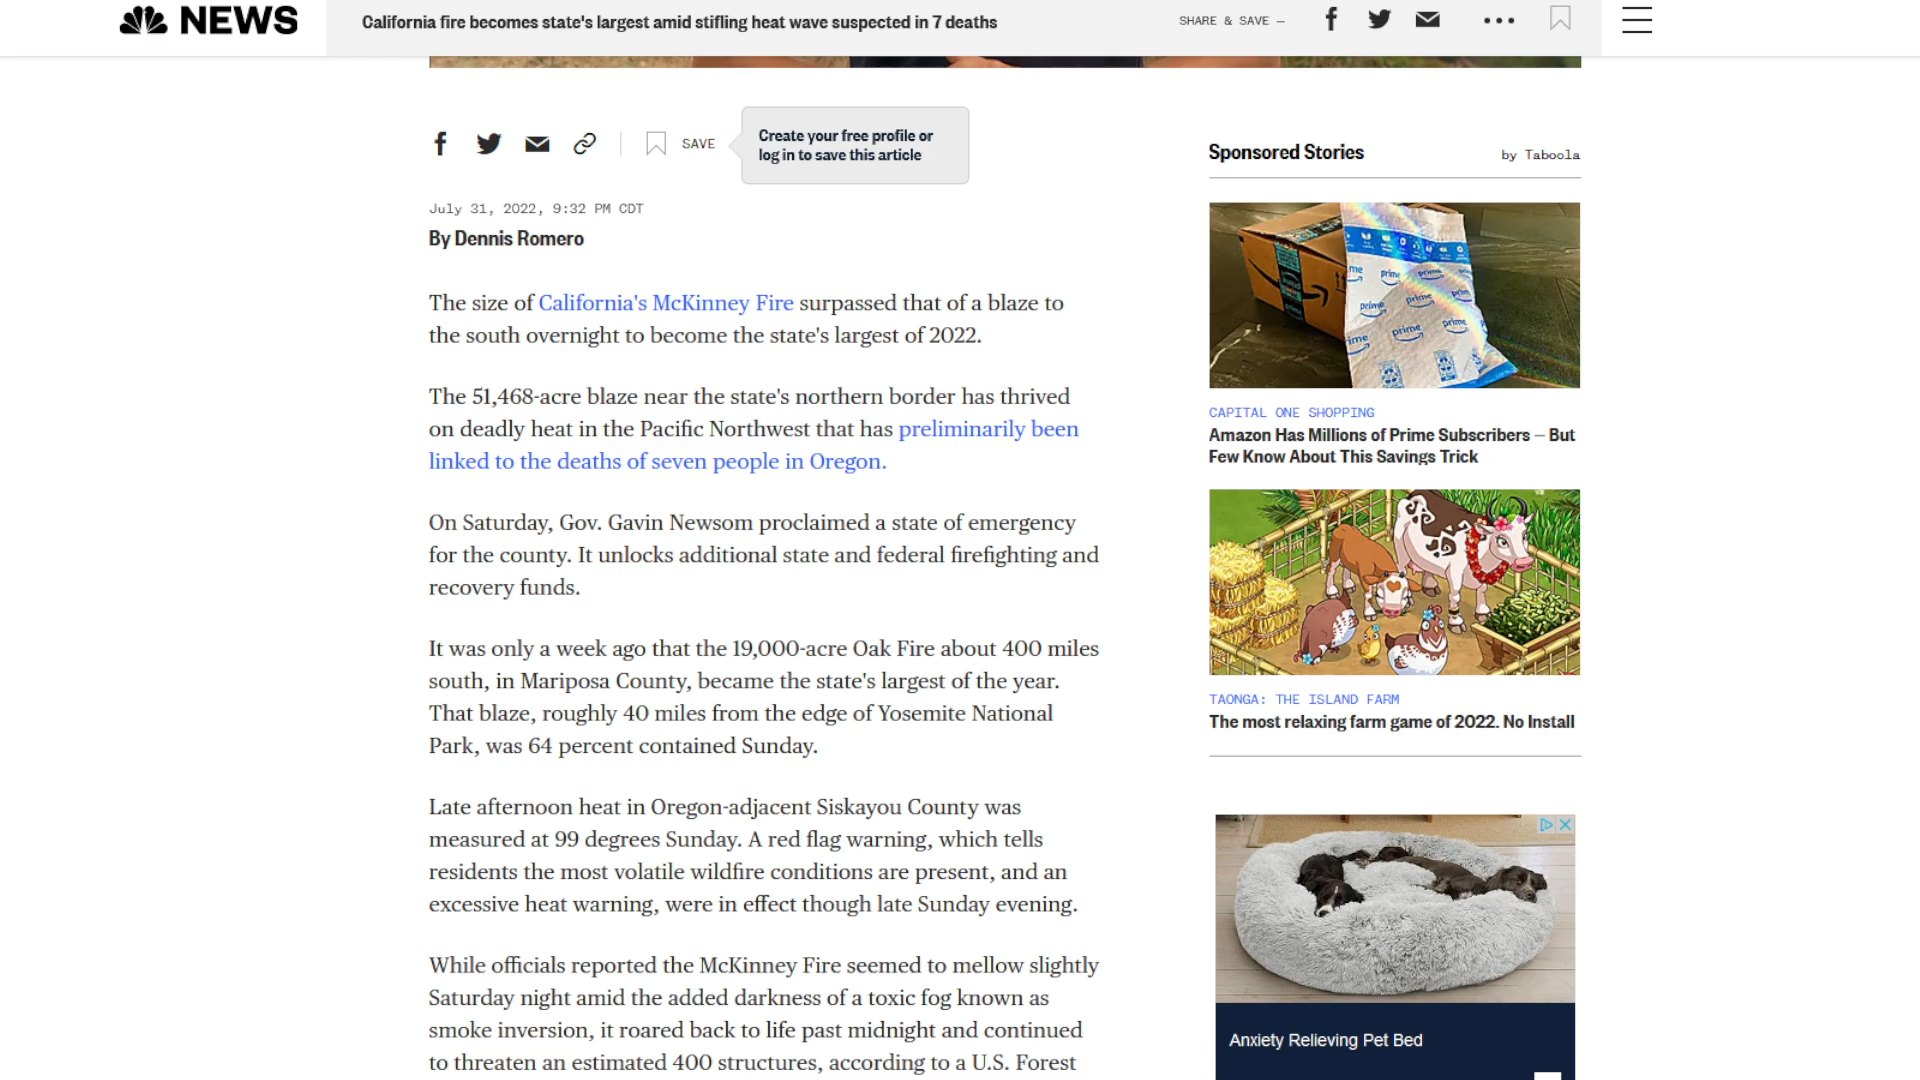 NEWS
California fire becomes state's largest amid stifling heat wave suspected in 7 deaths
SHARE & SAVE —
SAVE
Create your free profile or
log in to save this article
July 31, 2022, 9:32 PM CDT
By Dennis Romero
The size of California's McKinney Fire surpassed that of a blaze to
the south overnight to become the state's largest of 2022.
The 51,468-acre blaze near the state's northern border has thrived
on deadly heat in the Pacific Northwest that has preliminarily been
linked to the deaths of seven people in Oregon.
On Saturday, Gov. Gavin Newsom proclaimed a state of emergency
for the county. It unlocks additional state and federal firefighting and
recovery funds.
It was only a week ago that the 19,000-acre Oak Fire about 400 miles
south, in Mariposa County, became the state's largest of the year.
That blaze, roughly 40 miles from the edge of Yosemite National
Park, was 64 percent contained Sunday.
Late afternoon heat in Oregon-adjacent Siskayou County was
measured at 99 degrees Sunday. A red flag warning, which tells
residents the most volatile wildfire conditions are present, and an
excessive heat warning, were in effect though late Sunday evening.
While officials reported the McKinney Fire seemed to mellow slightly
Saturday night amid the added darkness of a toxic fog known as
smoke inversion, it roared back to life past midnight and continued
to threaten an estimated 400 structures, according to a U.S. Forest
Sponsored Stories
by Taboola
prime
prime
prime
prime
prime
prime
CAPITAL ONE SHOPPING
Amazon Has Millions of Prime Subscribers – But
Few Know About This Savings Trick
TAONGA: THE ISLAND FARM
The most relaxing farm game of 2022. No Install
Anxiety Relieving Pet Bed